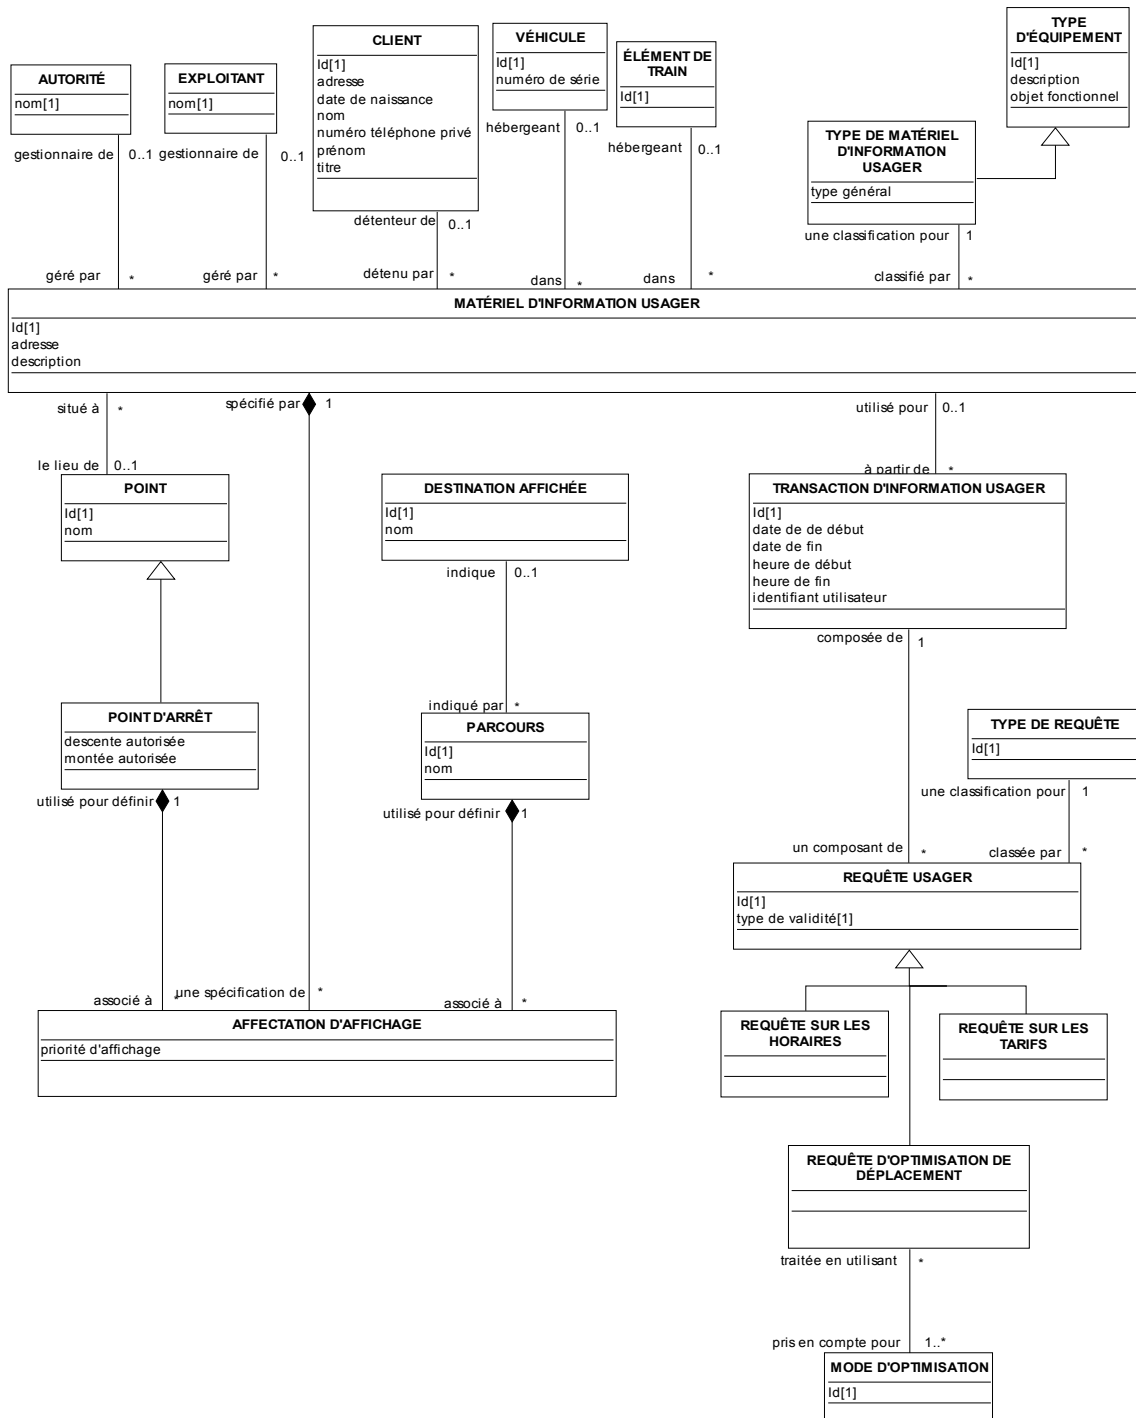 AUTORITÉ
nom[1]
EXPLOITANT
nom[1]
CLIENT
Id[1]
adresse
date de naissance
nom
numéro téléphone privé
prénom
titre
VÉHICULE
Id[1]
numéro de série
ÉLÉMENT DE
TRAIN
Id[1]
TYPE
D'ÉQUIPEMENT
Id[1]
description
objet fonctionnel
TYPE DE MATÉRIEL
D'INFORMATION
USAGER
type général
gestionnaire de
0..1
gestionnaire de
0..1
détenteur de
0..1
hébergeant
0..1
hébergeant
0..1
une classification pour
1
géré par
*
géré par
*
détenu par
*
dans
*
dans
*
classifié par
*
MATÉRIEL D'INFORMATION USAGER
Id[1]
adresse
description
situé à
*
spécifié par
1
utilisé pour
0..1
le lieu de
0..1
à partir de
*
POINT
Id[1]
nom
DESTINATION AFFICHÉE
Id[1]
nom
TRANSACTION D'INFORMATION USAGER
Id[1]
date de de début
date de fin
heure de début
heure de fin
identifiant utilisateur
indique
0..1
composée de
1
indiqué par
*
POINT D'ARRÊT
descente autorisée
montée autorisée
PARCOURS
Id[1]
nom
TYPE DE REQUÊTE
Id[1]
utilisé pour définir
1
utilisé pour définir
1
une classification pour
1
un composant de
*
classée par
*
REQUÊTE USAGER
Id[1]
type de validité[1]
associé à
*
une spécification de
*
associé à
*
AFFECTATION D'AFFICHAGE
priorité d'affichage
REQUÊTE SUR LES
HORAIRES
REQUÊTE SUR LES
TARIFS
REQUÊTE D'OPTIMISATION DE
DÉPLACEMENT
traitée en utilisant
*
pris en compte pour
1..*
MODE D'OPTIMISATION
Id[1]